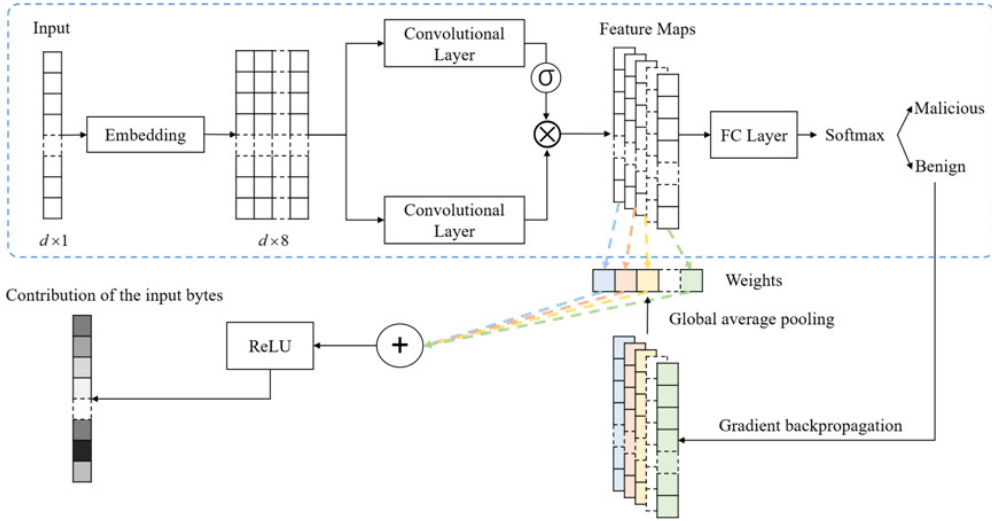 Input
Embedding
d×1
d×8
Convolutional
Layer
σ
Convolutional
Layer
Feature Maps
FC Layer
Softmax
Malicious
Benign
Weights
Global average pooling
Gradient backpropagation
ReLU
Contribution of the input bytes